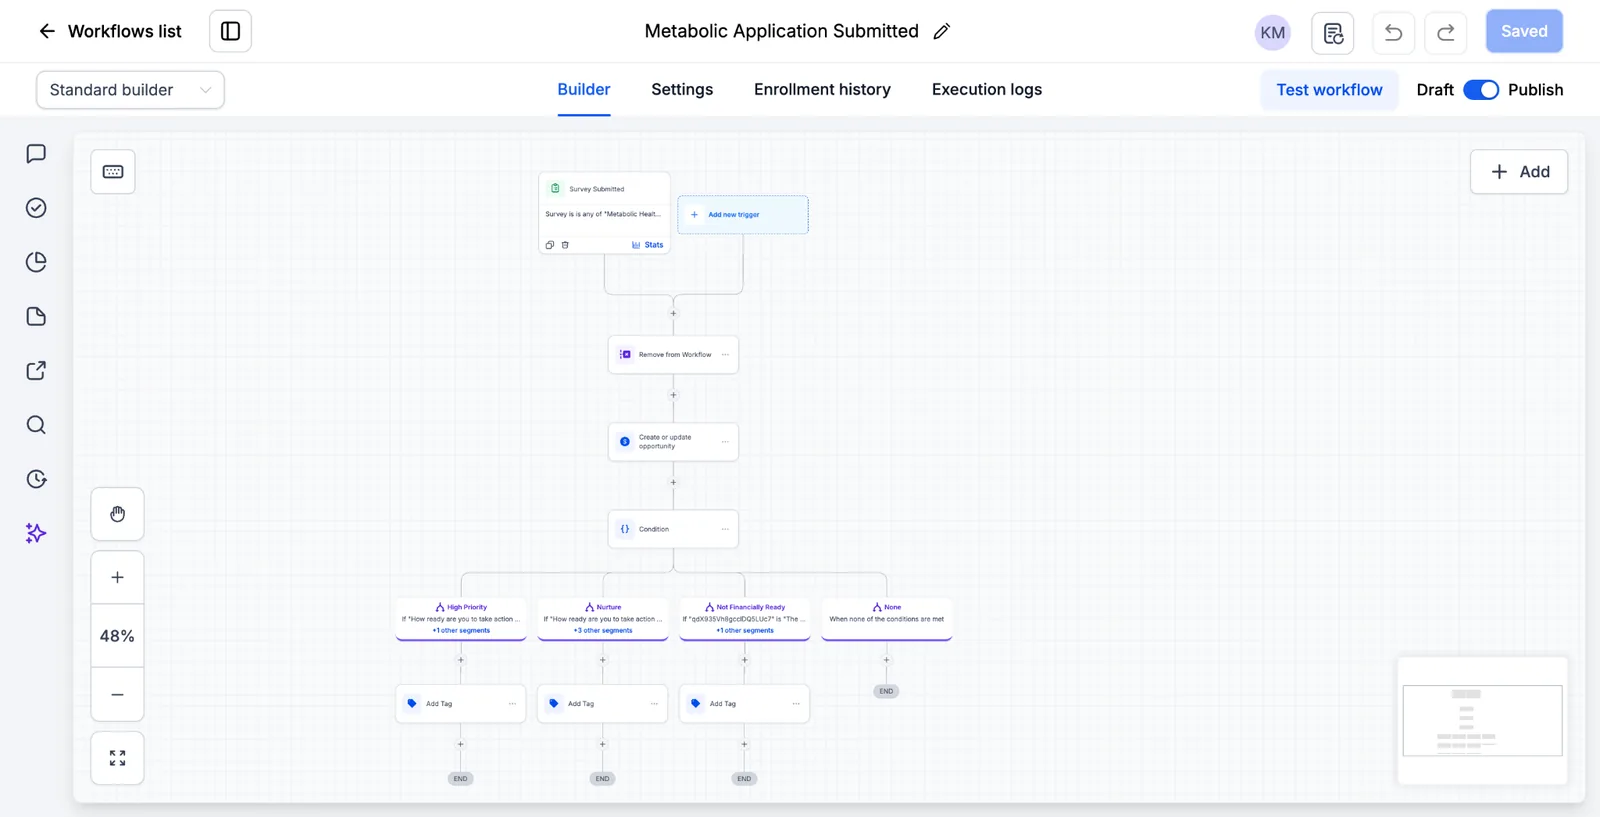 Workflows list
Metabolic Application Submitted
KM
Saved
Standard builder
Builder
Settings
Enrollment history
Execution logs
Test workflow
Draft
Publish
Add
Survey Submitted
Survey is is any of "Metabolic Healt...
Stats
Add new trigger
Remove from Workflow
Create or update
opportunity
Condition
High Priority
If "How ready are you to take action ...
+1 other segments
Nurture
If "How ready are you to take action ...
+3 other segments
Not Financially Ready
is "The ...
+1 other segments
None
When none of the conditions are met
48%
END
Add Tag
Add Tag
Add Tag
END
END
END